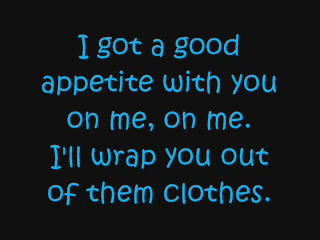 I got a good
appetite with you
on me, on me.
I'll wrap you out
of them clothes.